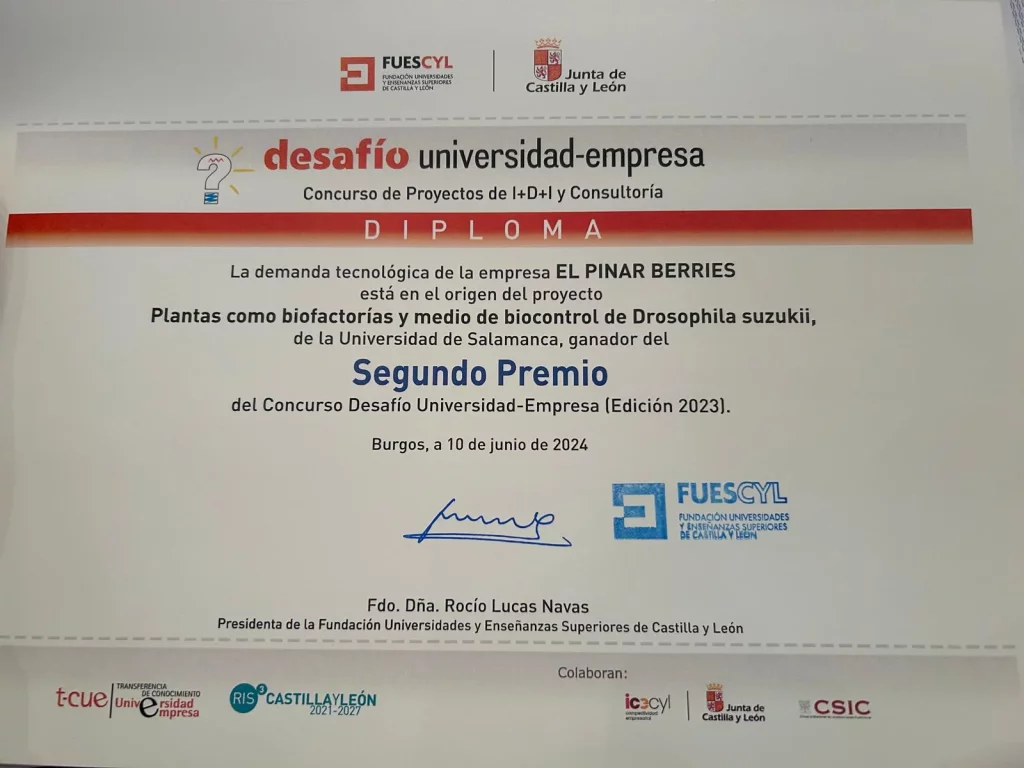 FUESCYL
FUNDACIÓN UNIVERSIDADES
Y ENSEÑANZAS SUPERIORES
DE CASTILLA Y LEÓN
Junta de
Castilla y León
desafío universidad-empresa
Concurso de Proyectos de I+D+I y Consultoría
DIPLOMA
La demanda tecnológica de la empresa EL PINAR BERRIES
está en el origen del proyecto
Plantas como biofactorías y medio de biocontrol de Drosophila suzukii,
de la Universidad de Salamanca, ganador del
Segundo Premio
del Concurso Desafío Universidad-Empresa (Edición 2023).
Burgos, a 10 de junio de 2024
FUESCYL
FUNDACIÓN UNIVERSIDADES
Y ENSEÑANZAS SUPERIORES
DE CASTILLA Y LEÓN
Fdo. Dña. Rocío Lucas Navas
Presidenta de la Fundación Universidades y Enseñanzas Superiores de Castilla y León
Colaboran:
t-cue
TRANSFERENCIA
DE CONOCIMIENTO
Universidad
Empresa
RIS3 CASTILLAYLEÓN
2021-2027
icecyl
competitividad
empresarial
Junta de
Castilla y León
CSIC